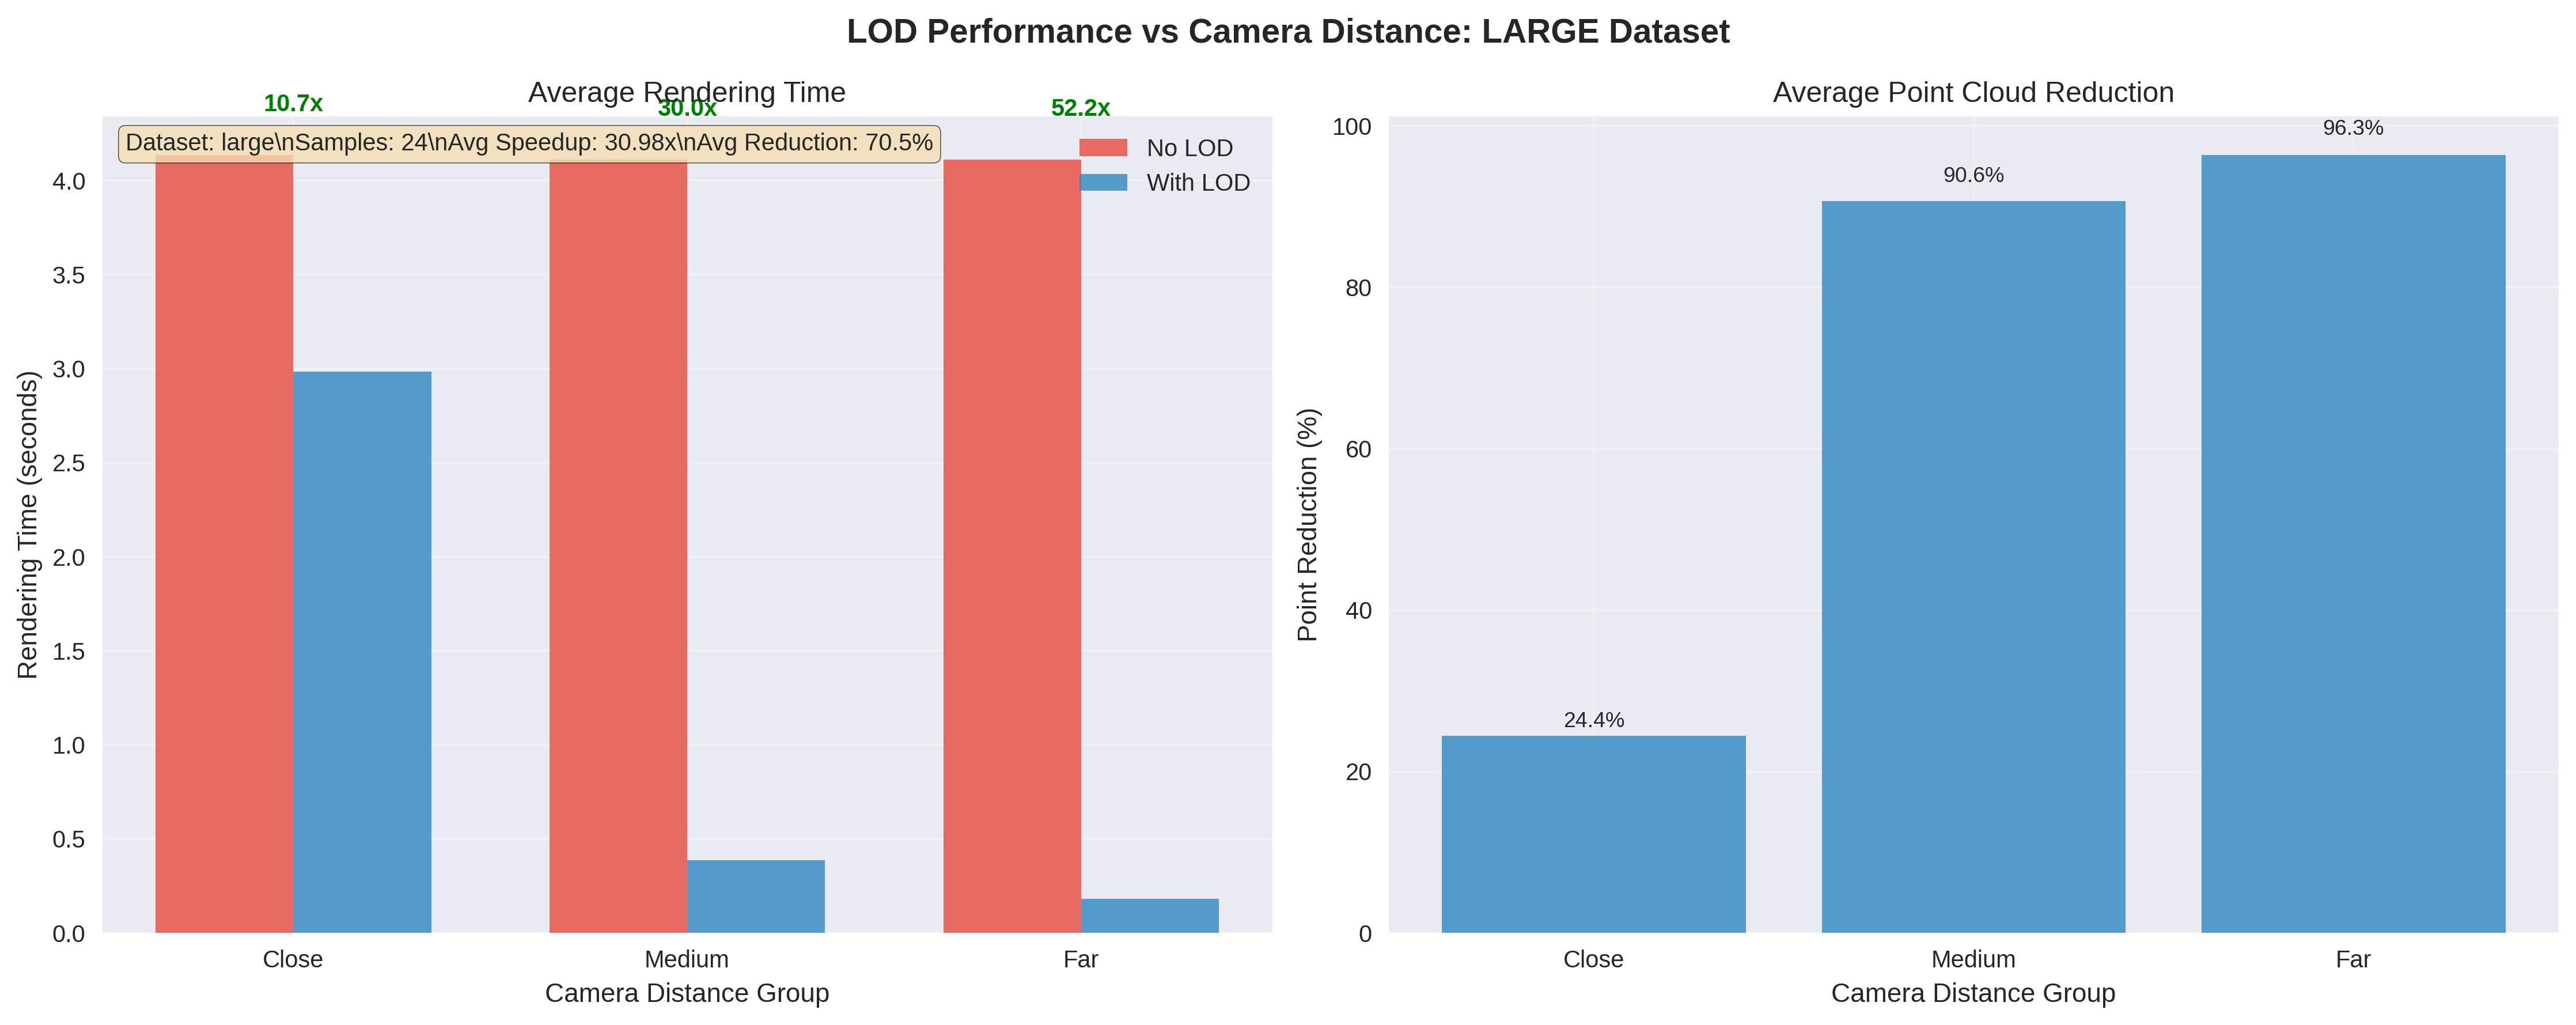 LOD Performance vs Camera Distance: LARGE Dataset
Average Rendering Time
10.7x
30.0x
52.2x
Dataset: large\nSamples: 24\nAvg Speedup: 30.98x\nAvg Reduction: 70.5%
No LOD
With LOD
Rendering Time (seconds)
4.0
3.5
3.0
2.5
2.0
1.5
1.0
0.5
0.0
Close Medium Far
Camera Distance Group
Average Point Cloud Reduction
Point Reduction (%)
100
80
60
40
20
0
24.4%
90.6%
96.3%
Close Medium Far
Camera Distance Group